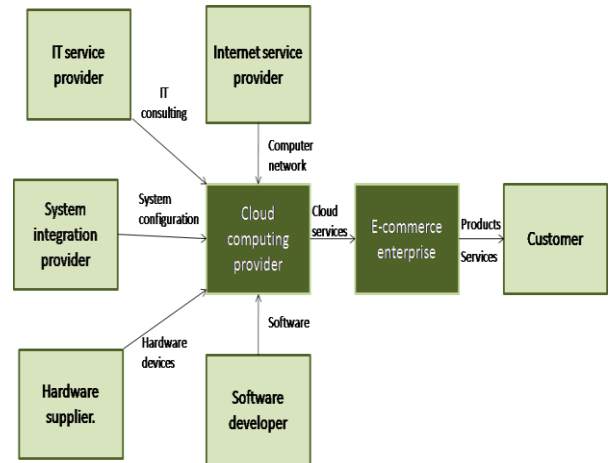 IT service
provider
Internet service
provider
IT
consulting
Computer
network
System
integration
provider
System
configuration
Cloud
computing
provider
Cloud
services
E-commerce
enterprise
Products
Services
Customer
Hardware
devices
Software
Hardware
supplier.
Software
developer